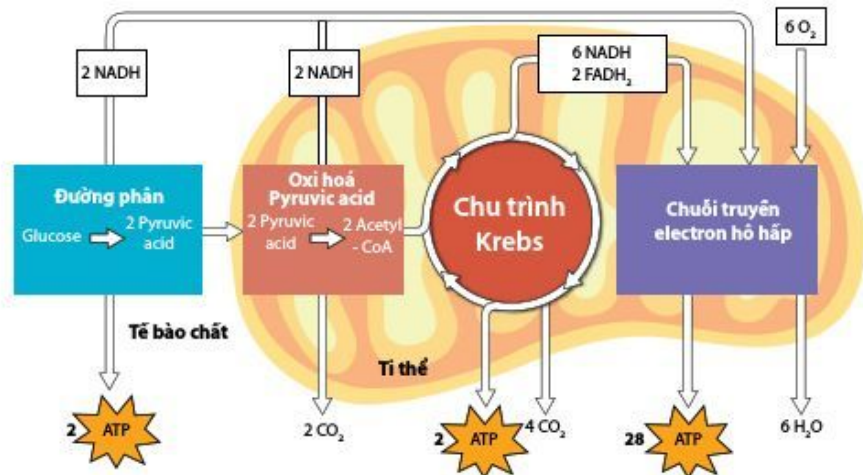 6 O₂
2 NADH
2 NADH
6 NADH
2 FADH₂
Đường phân
Glucose
2 Pyruvic
acid
Oxi hoá
Pyruvic acid
2 Pyruvic
acid
2 Acetyl
- CoA
Chu trình
Krebs
Chuỗi truyền
electron hô hấp
Tế bào chất
Ti thể
2 ATP
2 CO₂
2 ATP
4 CO₂
28 ATP
6 H₂O